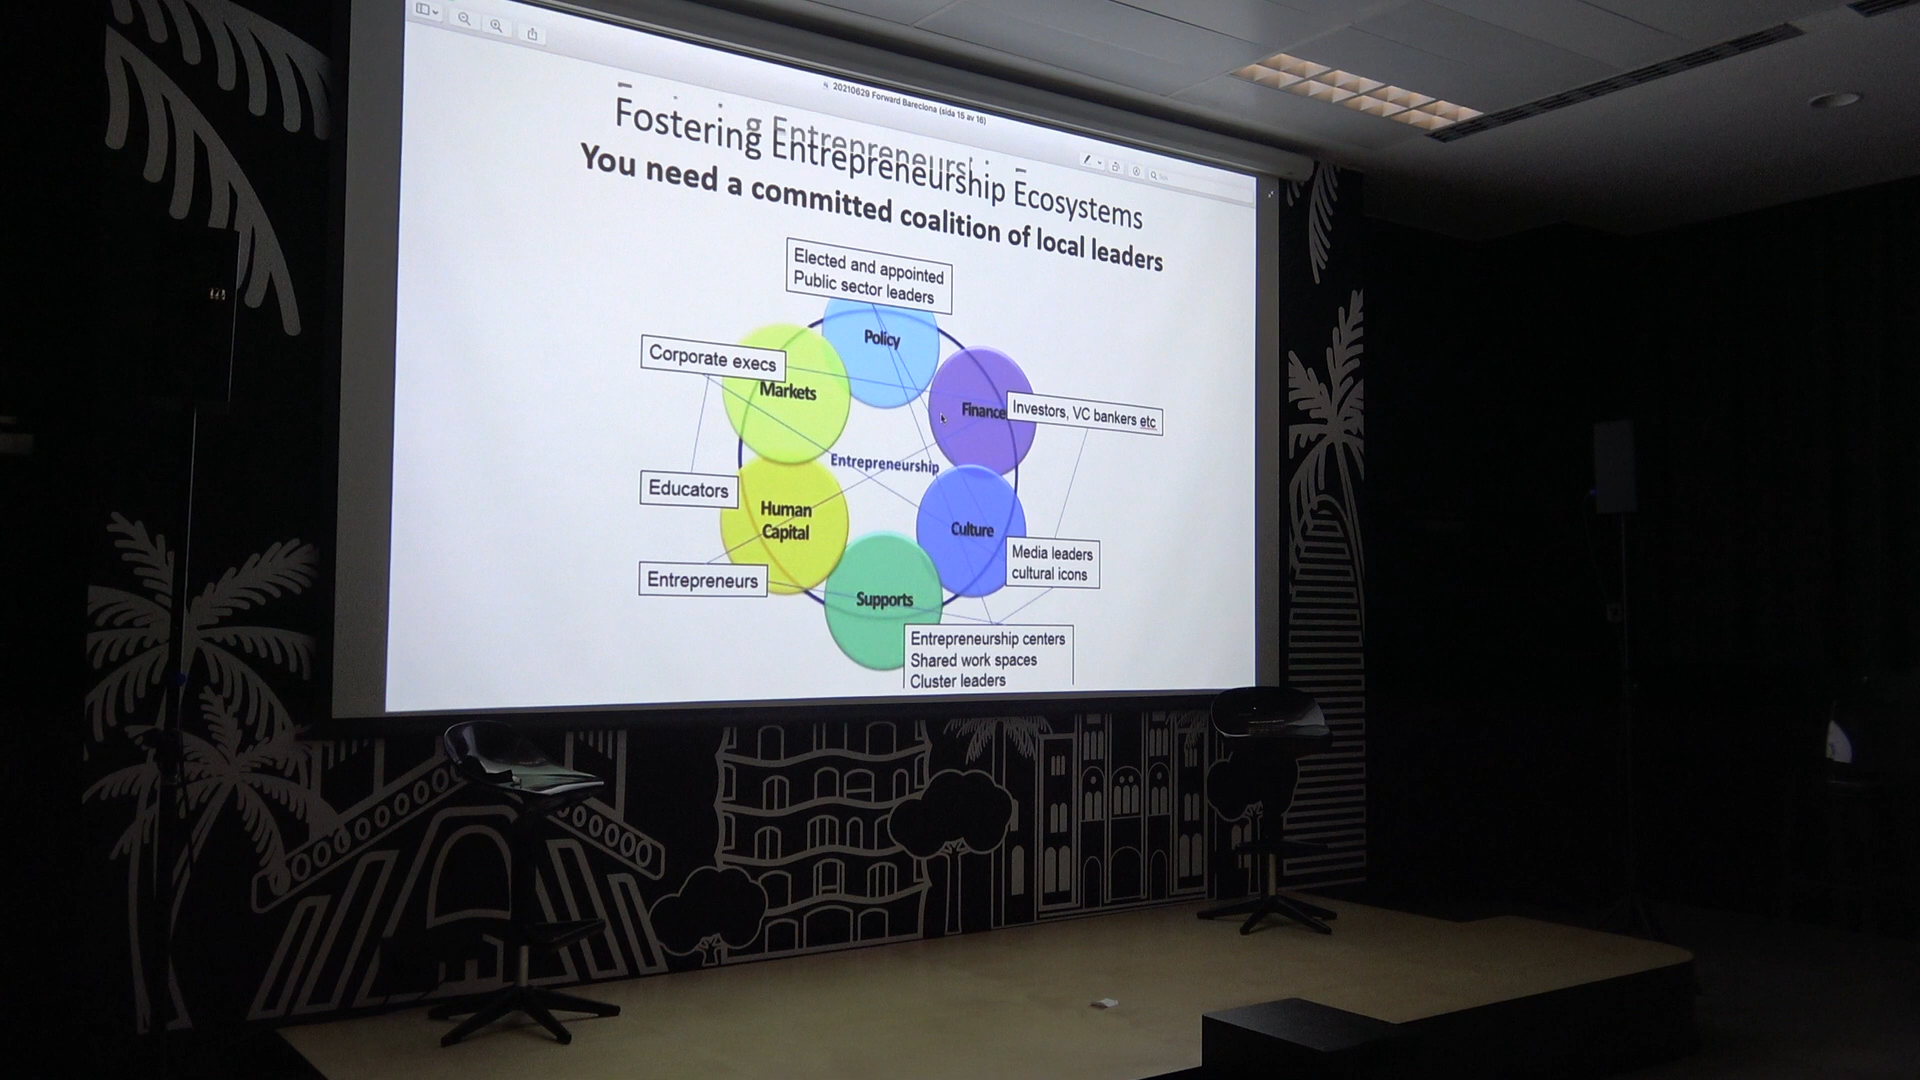 20210629 Forward Bareclona (sida 15 av 16)
Fostering Entrepreneurship Ecosystems
You need a committed coalition of local leaders
Elected and appointed
Public sector leaders
Policy
Corporate execs
Markets
Finance
Investors, VC bankers etc
Entrepreneurship
Educators
Human
Capital
Culture
Media leaders
cultural icons
Entrepreneurs
Supports
Entrepreneurship centers
Shared work spaces
Cluster leaders